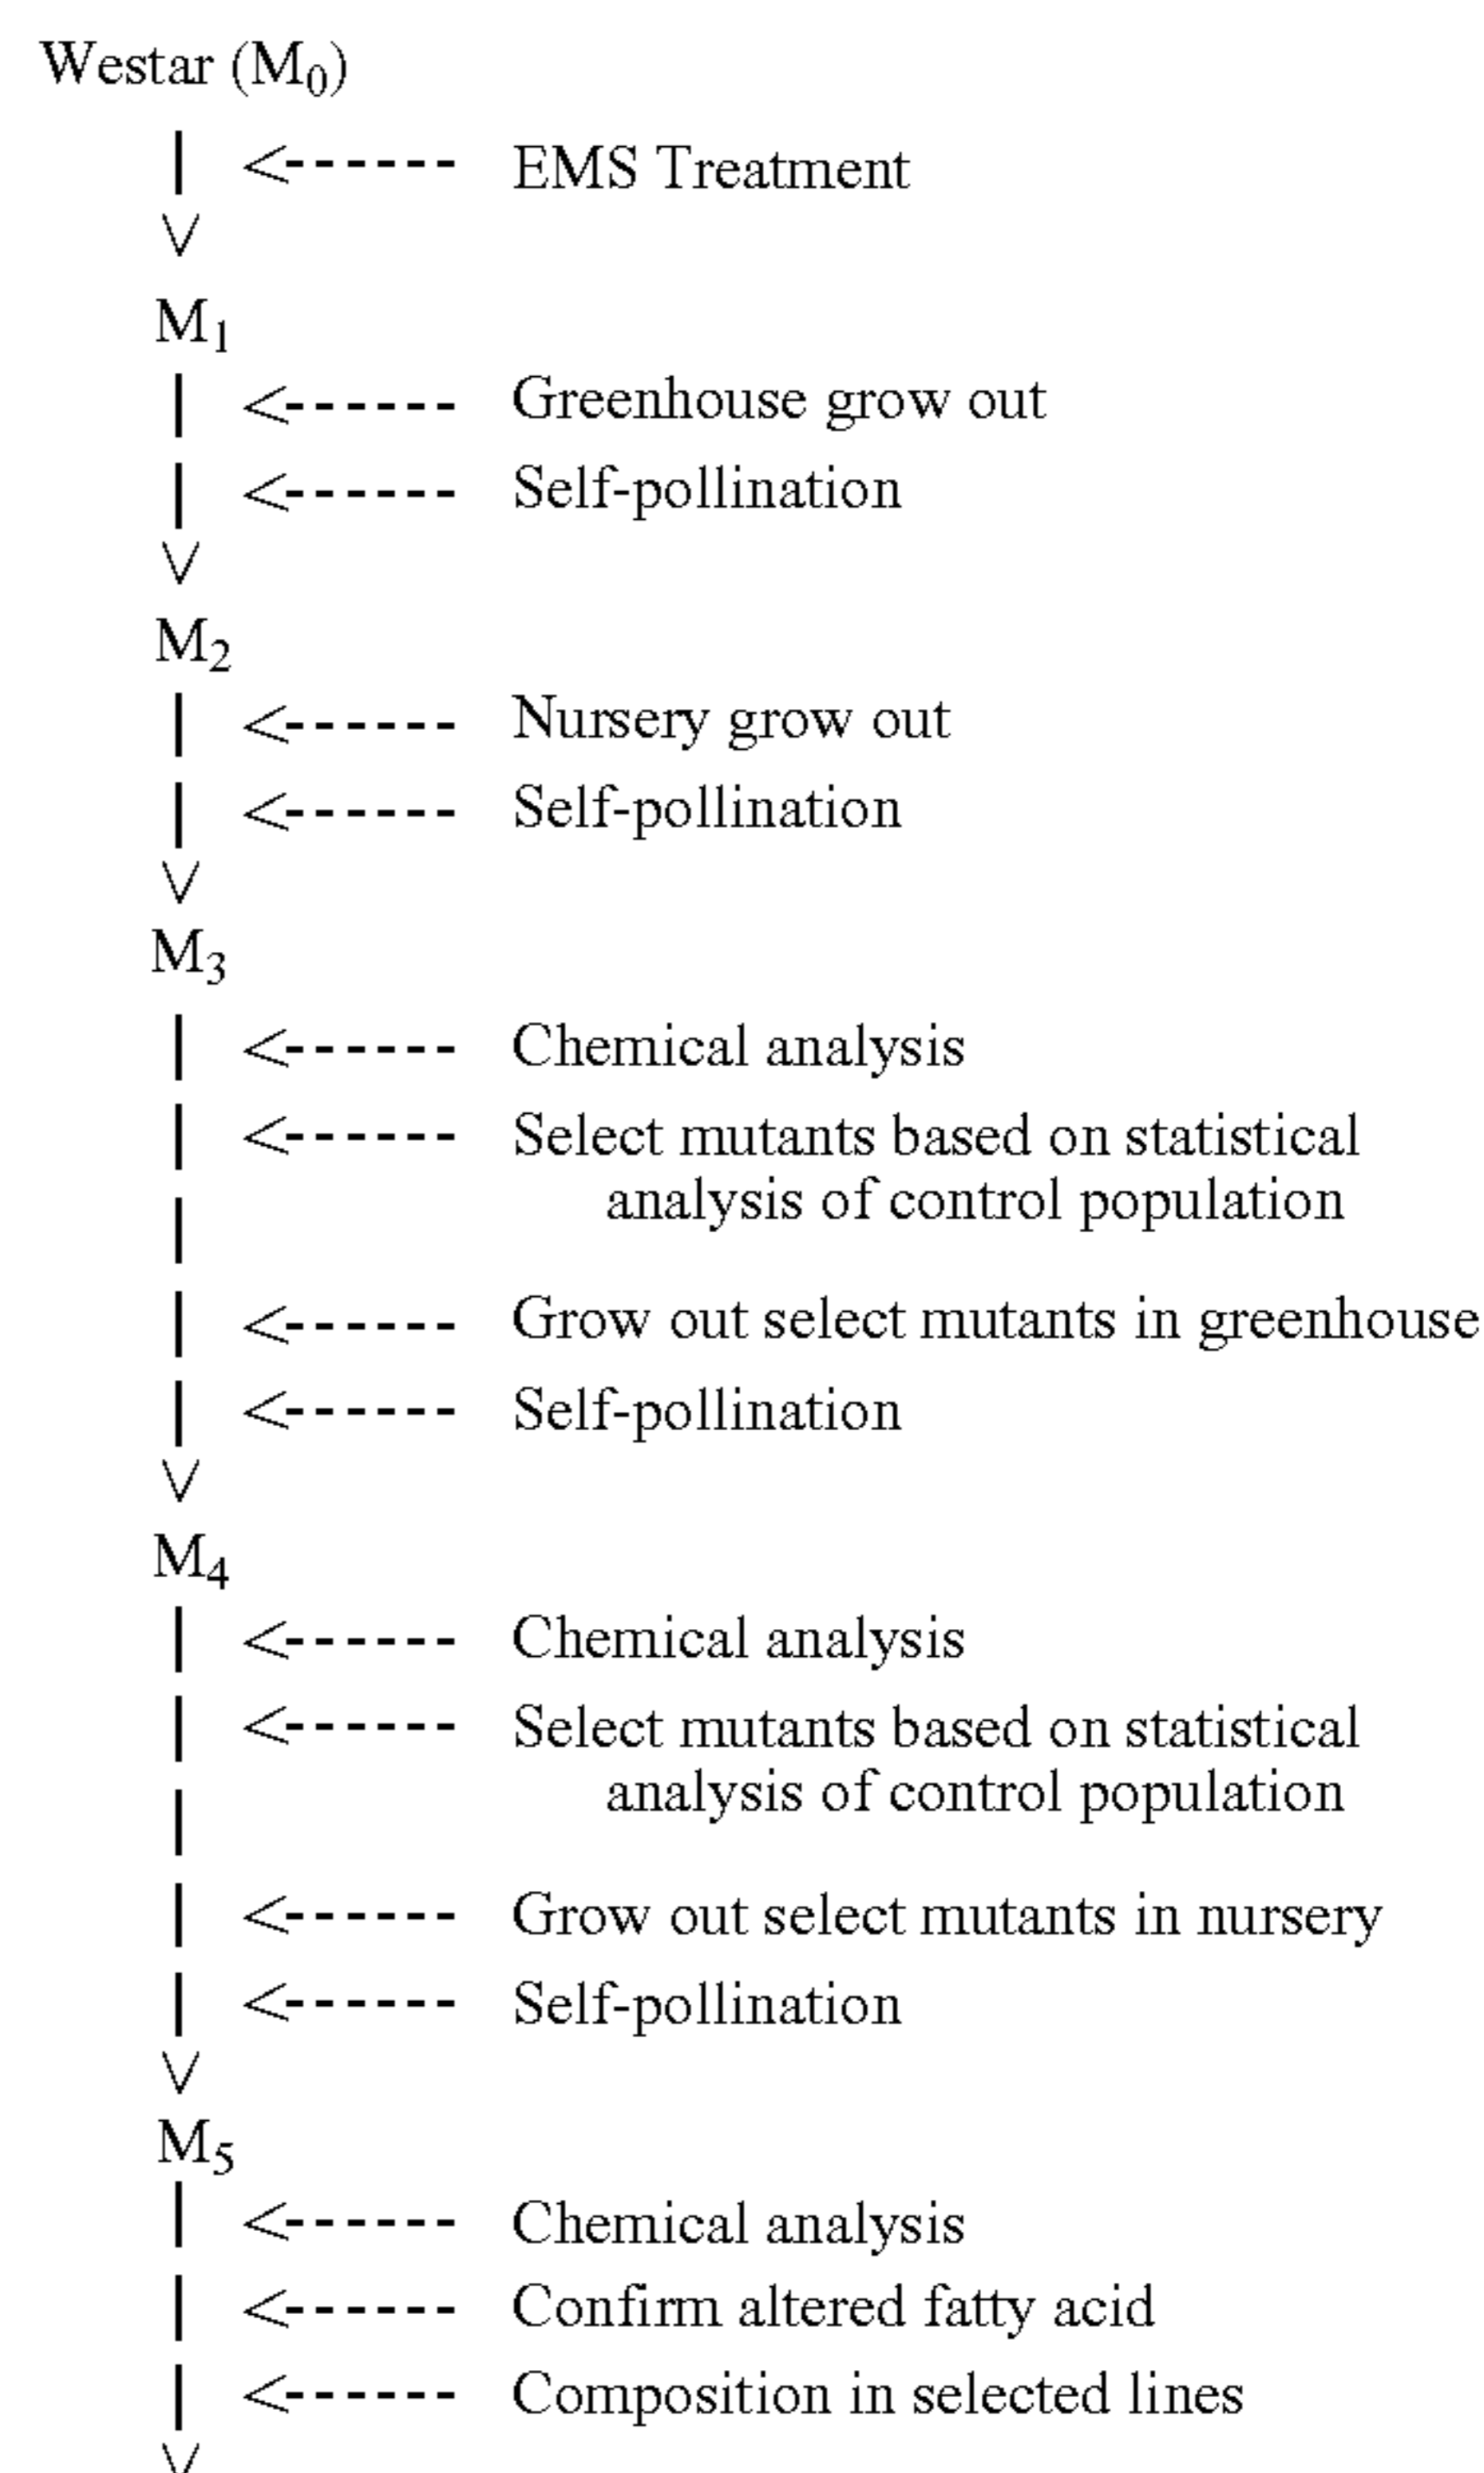 Westar (M₀)
EMS Treatment
M₁
Greenhouse grow out
Self-pollination
M₂
Nursery grow out
Self-pollination
M₃
Chemical analysis
Select mutants based on statistical
analysis of control population
Grow out select mutants in greenhouse
Self-pollination
M₄
Chemical analysis
Select mutants based on statistical
analysis of control population
Grow out select mutants in nursery
Self-pollination
M₅
Chemical analysis
Confirm altered fatty acid
Composition in selected lines